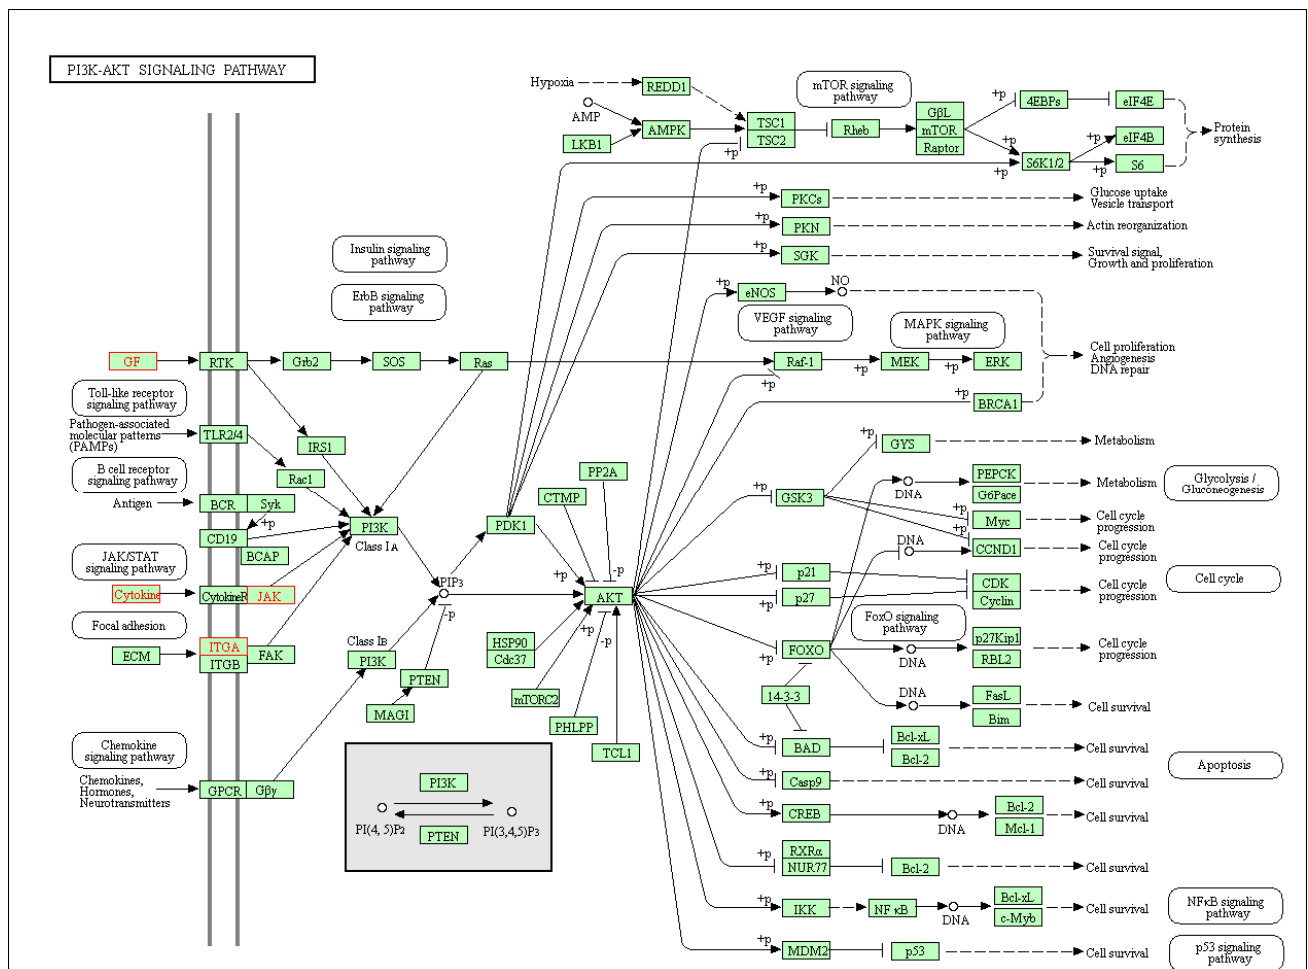 PI3K-AKT SIGNALING PATHWAY
Hypoxia
REDD1
AMP
LKB1
AMPK
TSC1
TSC2
+p
Rheb
mTOR signaling
pathway
GβL
mTOR
Raptor
+p
4EBPs
eIF4E
+p
S6K1/2
+p
+p
eIF4B
+p
S6
Protein
synthesis
+p
PKCs
Glucose uptake
Vesicle transport
+p
PKN
Actin reorganization
+p
SGK
Survival signal,
Growth and proliferation
Insulin signaling
pathway
ErbB signaling
pathway
+p
eNOS
NO
VEGF signaling
pathway
MAPK signaling
pathway
GF
RTK
Grb2
SOS
Ras
Raf-1
+p
MEK
+p
ERK
+p
BRCA1
Cell proliferation
Angiogenesis
DNA repair
Toll-like receptor
signaling pathway
Pathogen-associated
molecular patterns
(PAMPs)
TLR2/4
IRS1
Rac1
B cell receptor
signaling pathway
Antigen
BCR
Syk
+p
CD19
BCAP
PI3K
Class IA
JAK/STAT
signaling pathway
Cytokine
CytokineR
JAK
Focal adhesion
ECM
ITGA
ITGB
FAK
PIP3
-p
Class IB
PI3K
PTEN
MAGI
Chemokine
signaling pathway
Chemokines,
Hormones,
Neurotransmitters
GPCR
Gβγ
PI3K
PI(4, 5)P2
PI(3,4,5)P3
PTEN
PDK1
CTMP
PP2A
+p
-p
AKT
+p
-p
HSP90
Cdc37
mTORC2
PHLPP
TCL1
+p
GYS
Metabolism
+p
GSK3
DNA
PEPCK
G6Pace
Metabolism
Glycolysis /
Gluconeogenesis
+p
Myc
Cell cycle
progression
+p
DNA
CCND1
Cell cycle
progression
+p
p21
+p
p27
CDK
Cyclin
Cell cycle
progression
Cell cycle
FoxO signaling
pathway
+p
FOXO
DNA
p27Kip1
RBL2
Cell cycle
progression
14-3-3
DNA
FasL
Bim
Cell survival
+p
BAD
Bcl-xL
Bcl-2
Cell survival
Apoptosis
+p
Casp9
Cell survival
+p
CREB
DNA
Bcl-2
Mcl-1
Cell survival
+p
RXRα
NUR77
Bcl-2
Cell survival
+p
IKK
NFκB
DNA
Bcl-xL
c-Myb
Cell survival
NFκB signaling
pathway
+p
MDM2
p53
Cell survival
p53 signaling
pathway